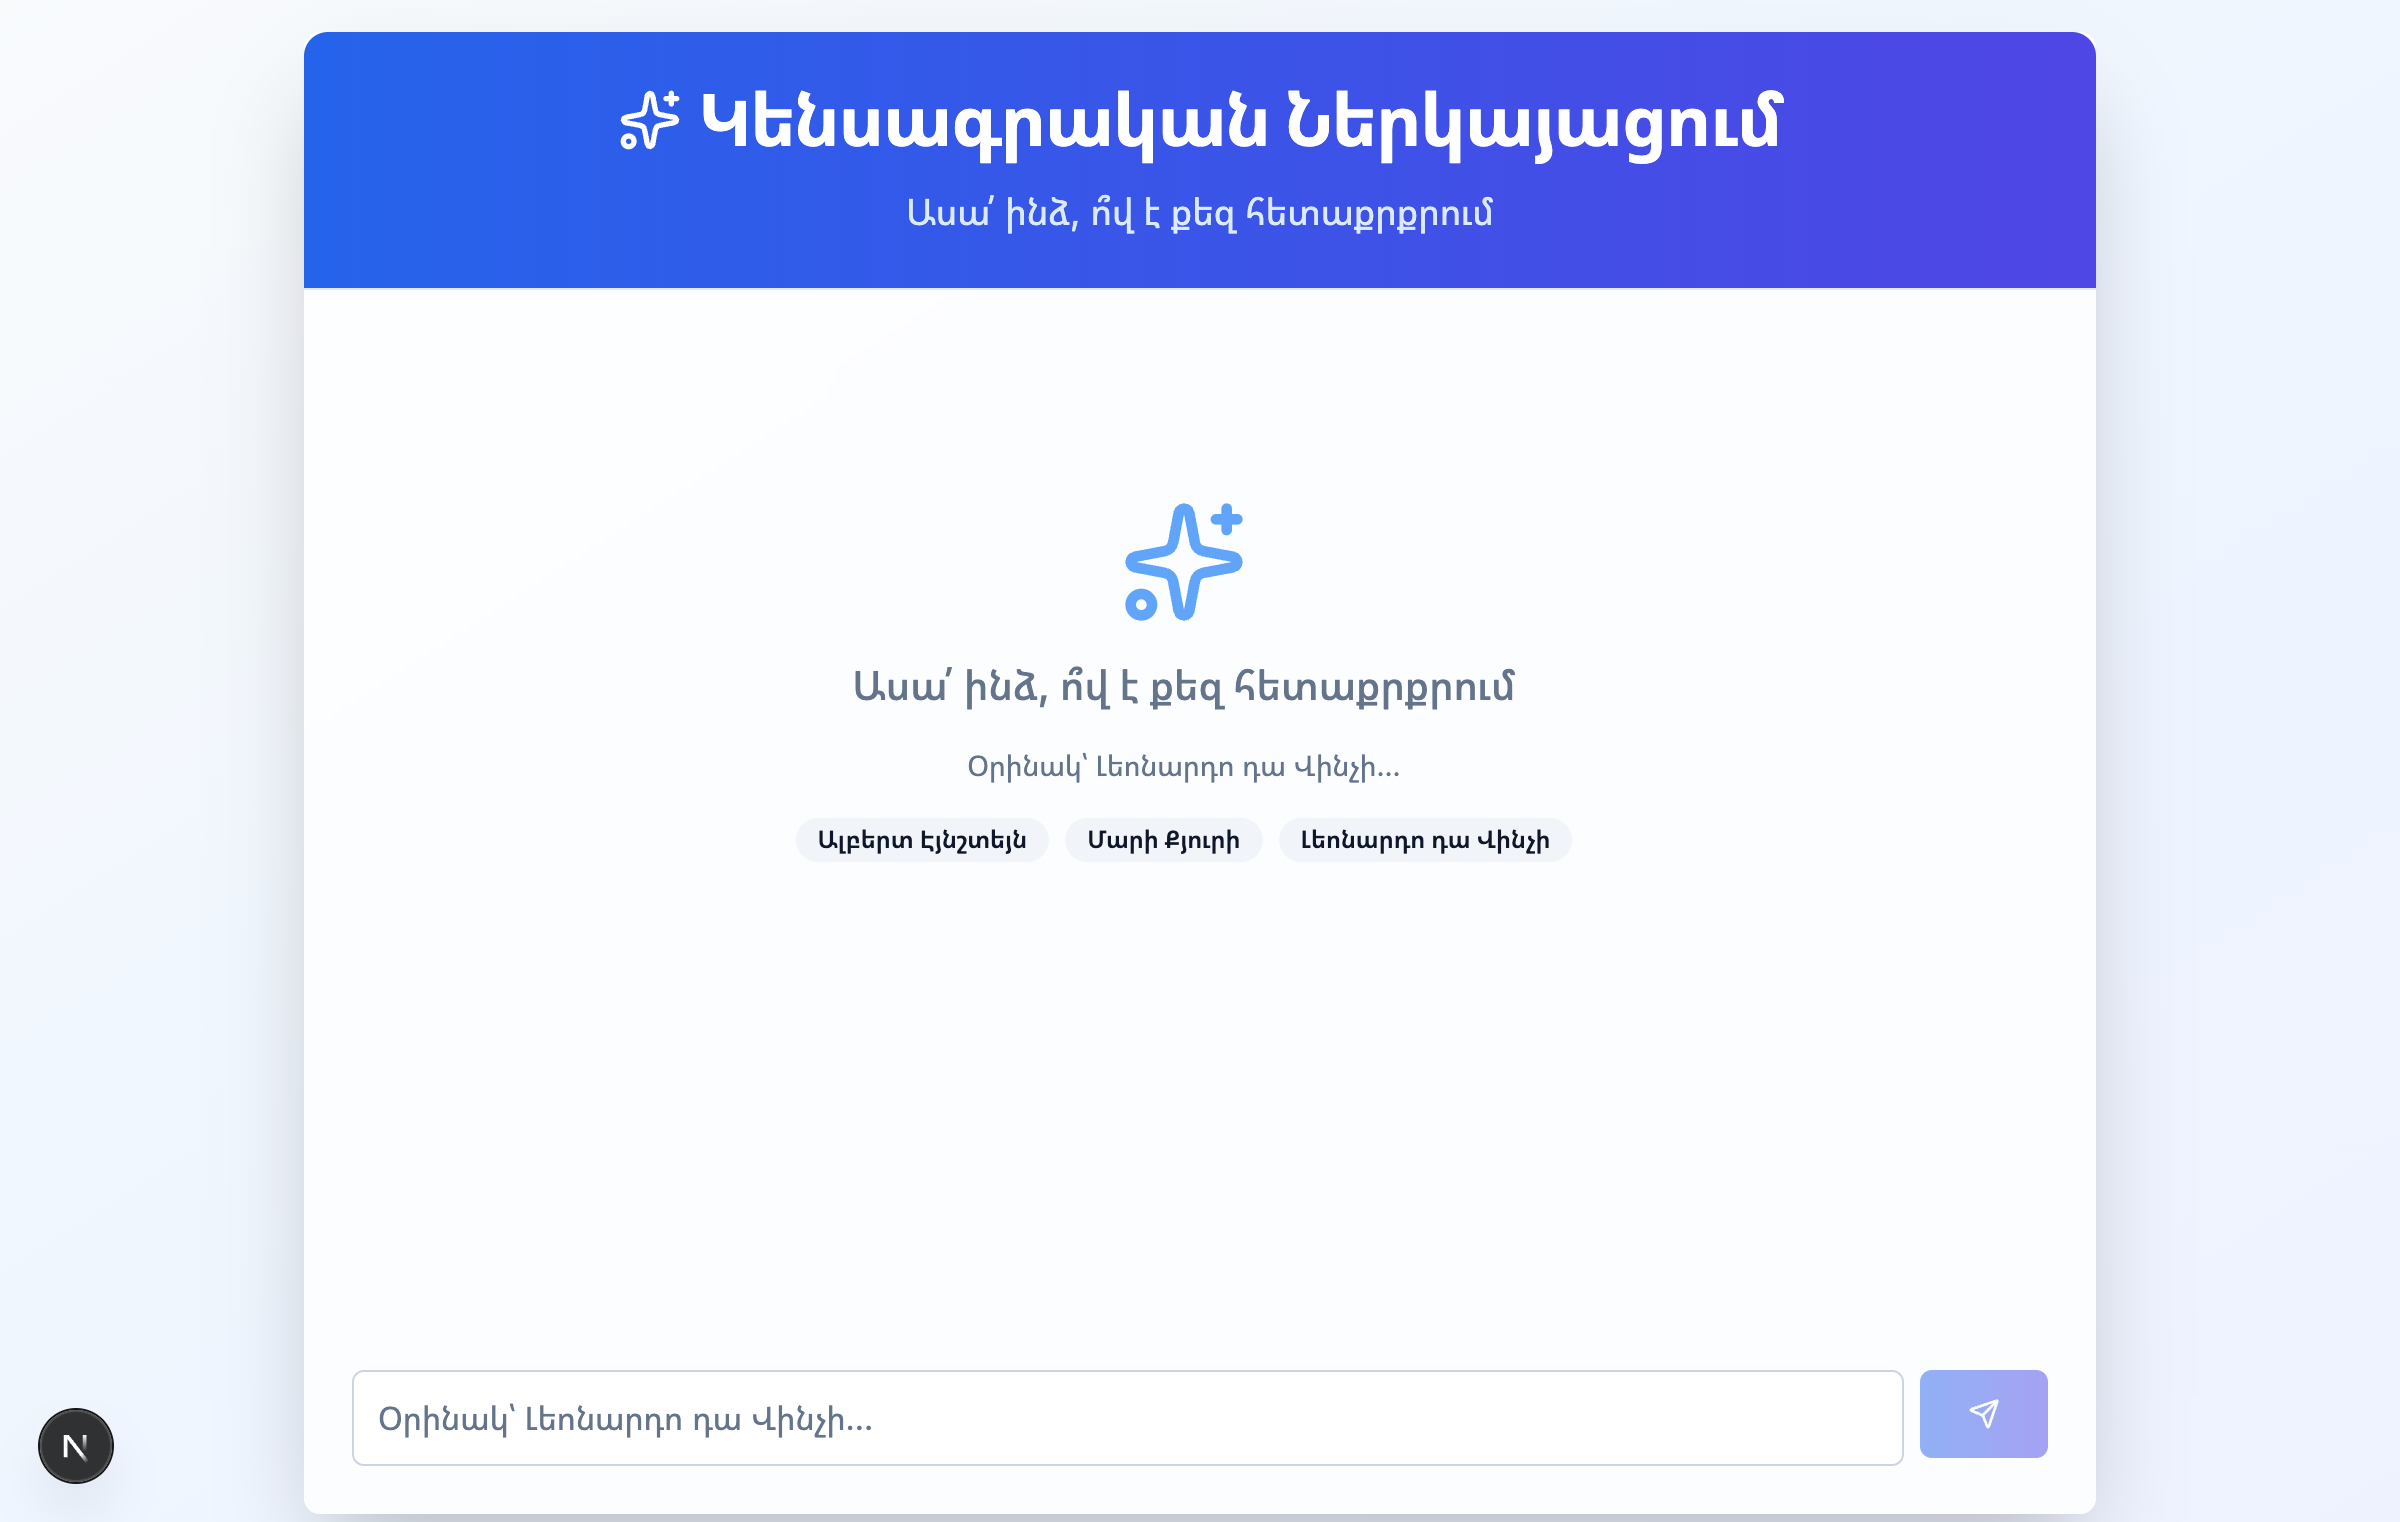 Կենսագրական Ներկայացում
Ասա՛ ինձ, ո՞վ է քեզ հետաքրքրում
Ասա՛ ինձ, ո՞վ է քեզ հետաքրքրում
Օրինակ՝ Լեոնարդո դա Վինչի...
Ալբերտ Էյնշտեյն Մարի Քյուրի Լեոնարդո դա Վինչի
Օրինակ՝ Լեոնարդո դա Վինչի...
N